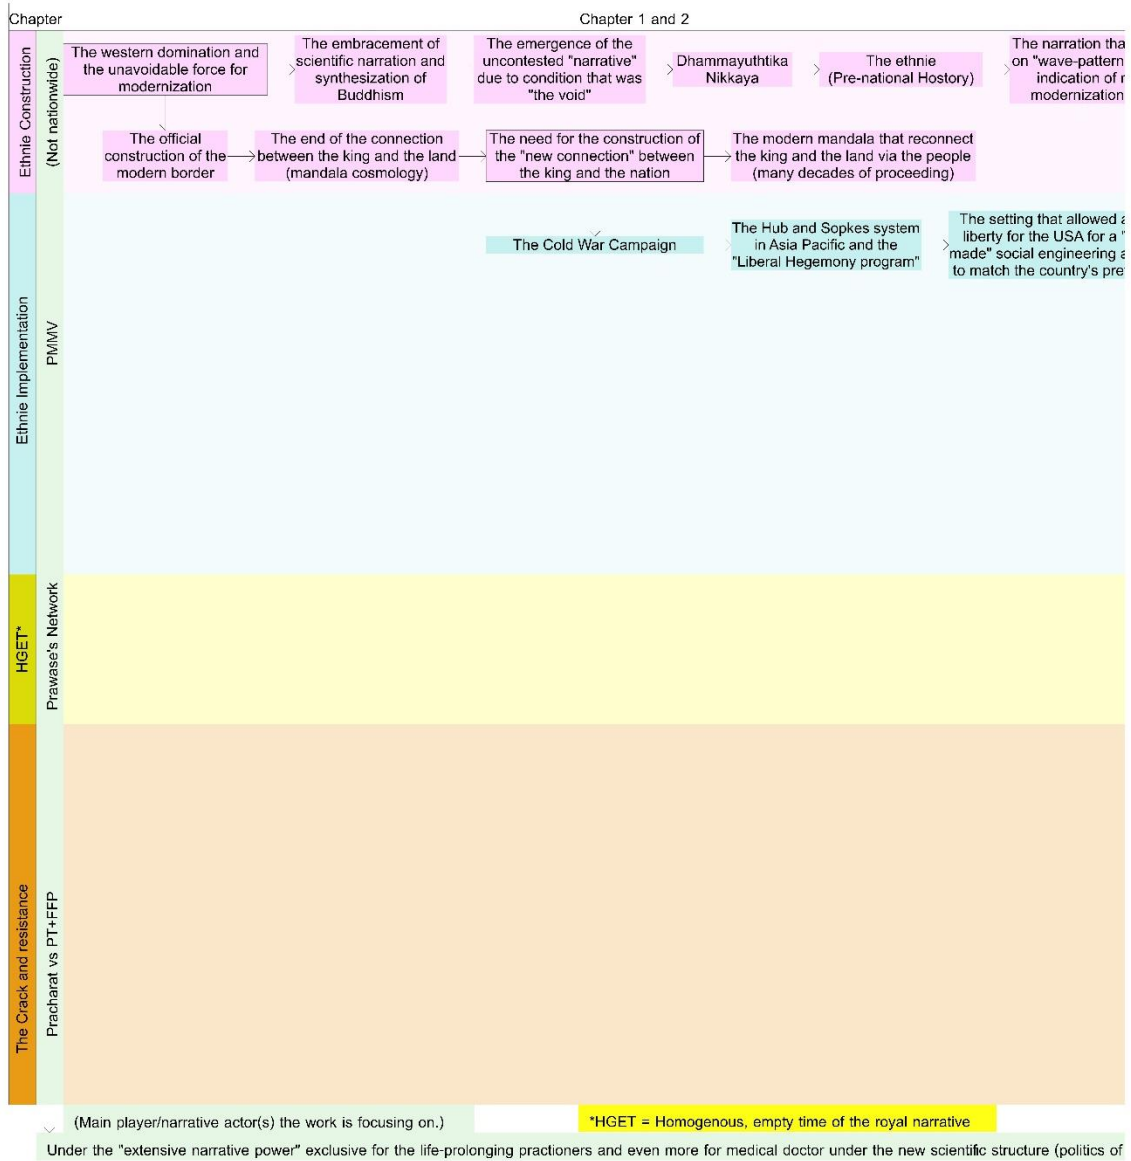 Chapter
Chapter 1 and 2
Ethnie Construction
(Not nationwide)
The western domination and
the unavoidable force for
modernization
The embracement of
scientific narration and
synthesization of
Buddhism
The emergence of the
uncontested "narrative"
due to condition that was
"the void"
Dhammayuthtika
Nikkaya
The ethnie
(Pre-national Hostory)
The narration tha
on "wave-pattern
indication of
modernization
The official
construction of the
modern border
The end of the connection
between the king and the land
(mandala cosmology)
The need for the construction of
the "new connection" between
the king and the nation
The modern mandala that reconnect
the king and the land via the people
(many decades of proceeding)
Ethnie Implementation
PMMV
The Cold War Campaign
The Hub and Sopkes system
in Asia Pacific and the
"Liberal Hegemony program"
The setting that allowed a
liberty for the USA for a "
made" social engineering a
to match the country's pre
HGET*
Prawase's Network
The Crack and resistance
Pracharat vs PT+FFP
(Main player/narrative actor(s) the work is focusing on.)
*HGET = Homogenous, empty time of the royal narrative
Under the "extensive narrative power" exclusive for the life-prolonging practioners and even more for medical doctor under the new scientific structure (politics of